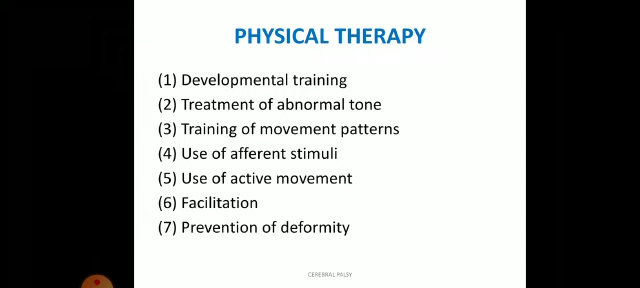 PHYSICAL THERAPY
(1) Developmental training
(2) Treatment of abnormal tone
(3) Training of movement patterns
(4) Use of afferent stimuli
(5) Use of active movement
(6) Facilitation
(7) Prevention of deformity
CEREBRAL PALSY